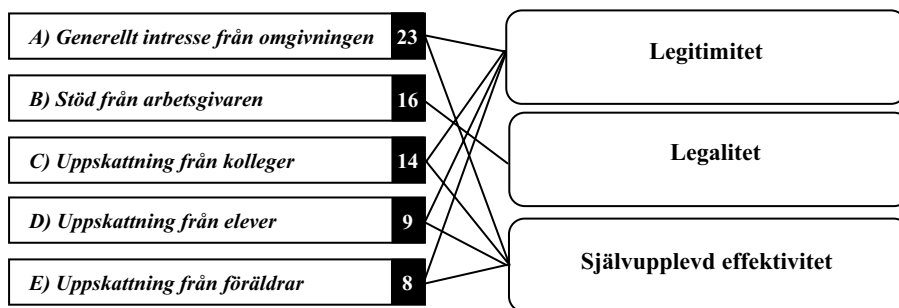 A) Generellt intresse från omgivningen 23
B) Stöd från arbetsgivaren 16
C) Uppskattning från kolleger 14
D) Uppskattning från elever 9
E) Uppskattning från föräldrar 8
Legitimitet
Legalitet
Självupplevd effektivitet